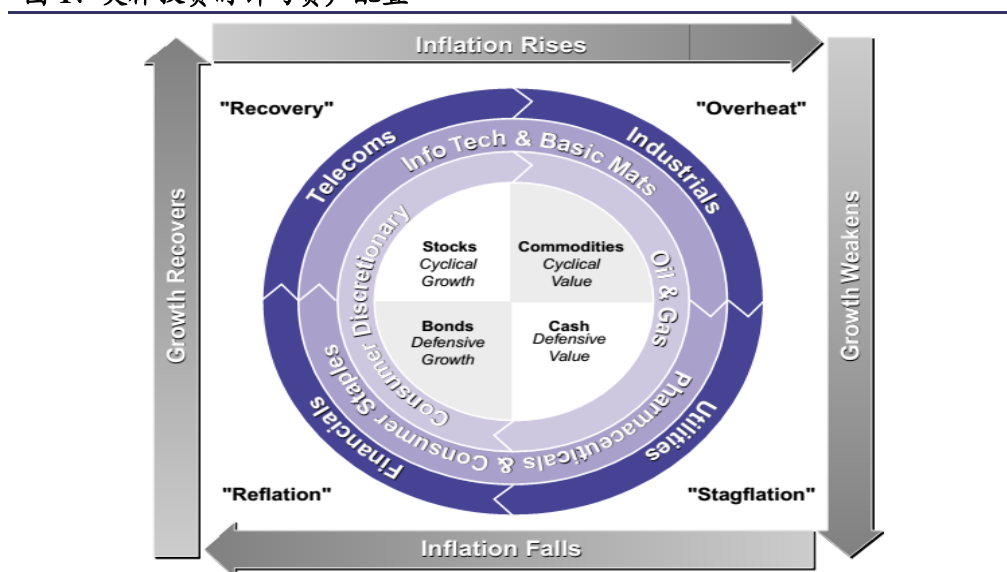 Inflation Rises
"Recovery"
"Overheat"
Telecoms
Info Tech & Basic Mats
Industrials
Growth Recovers
Growth Weakens
Consumer Discretionary
Stocks
Cyclical
Growth
Commodities
Cyclical
Value
Oil & Gas
Bonds
Defensive
Growth
Cash
Defensive
Value
Financials
Pharmaceuticals & Consumer Staples
Utilities
"Reflation"
"Stagflation"
Inflation Falls